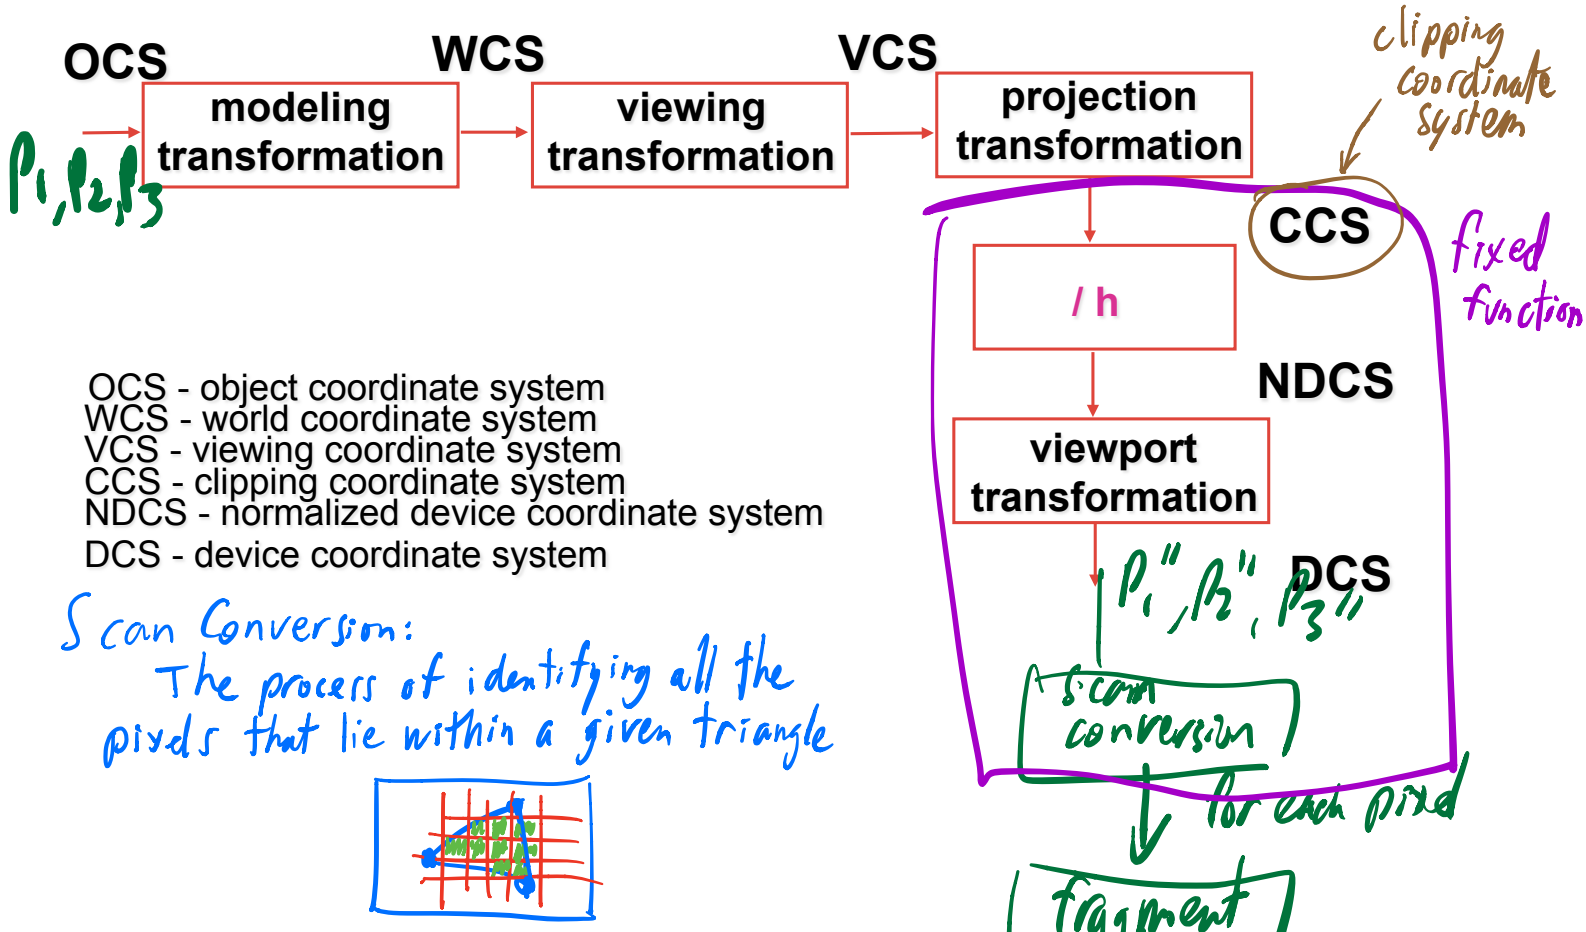 OCS
WCS
VCS
clipping
coordinate
system
modeling
transformation
viewing
transformation
projection
transformation
P1, P2, P3
CCS
fixed
function
/ h
NDCS
OCS - object coordinate system
WCS - world coordinate system
VCS - viewing coordinate system
CCS - clipping coordinate system
NDCS - normalized device coordinate system
DCS - device coordinate system
viewport
transformation
DCS
P1", P2", P3"
Scan Conversion:
The process of identifying all the
pixels that lie within a given triangle
scan
conversion
for each pixel
fragment